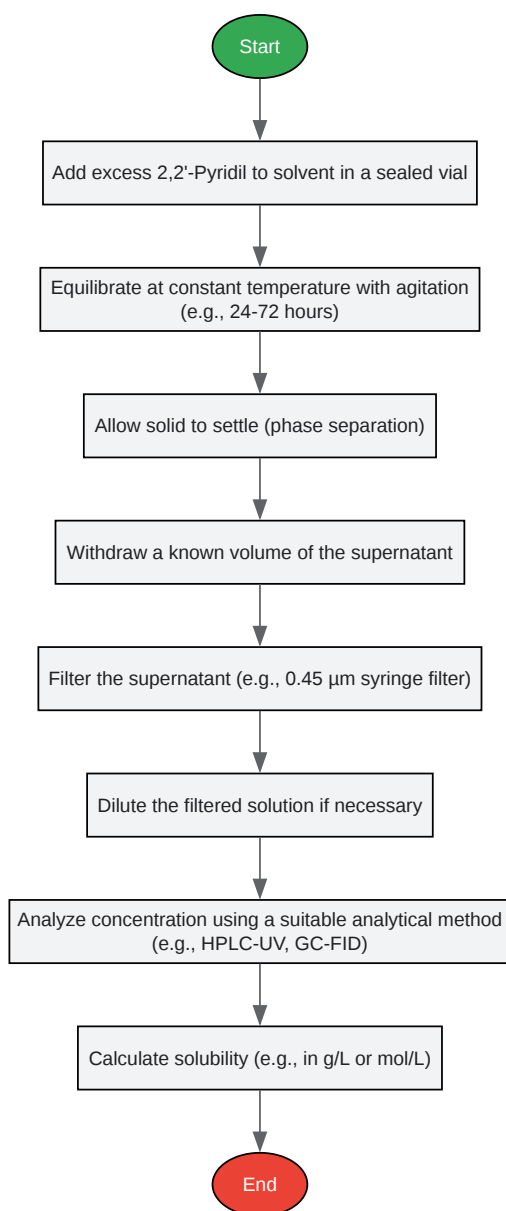 Start
Add excess 2,2'-Pyridil to solvent in a sealed vial
Equilibrate at constant temperature with agitation
(e.g., 24-72 hours)
Allow solid to settle (phase separation)
Withdraw a known volume of the supernatant
Filter the supernatant (e.g., 0.45 µm syringe filter)
Dilute the filtered solution if necessary
Analyze concentration using a suitable analytical method
(e.g., HPLC-UV, GC-FID)
Calculate solubility (e.g., in g/L or mol/L)
End